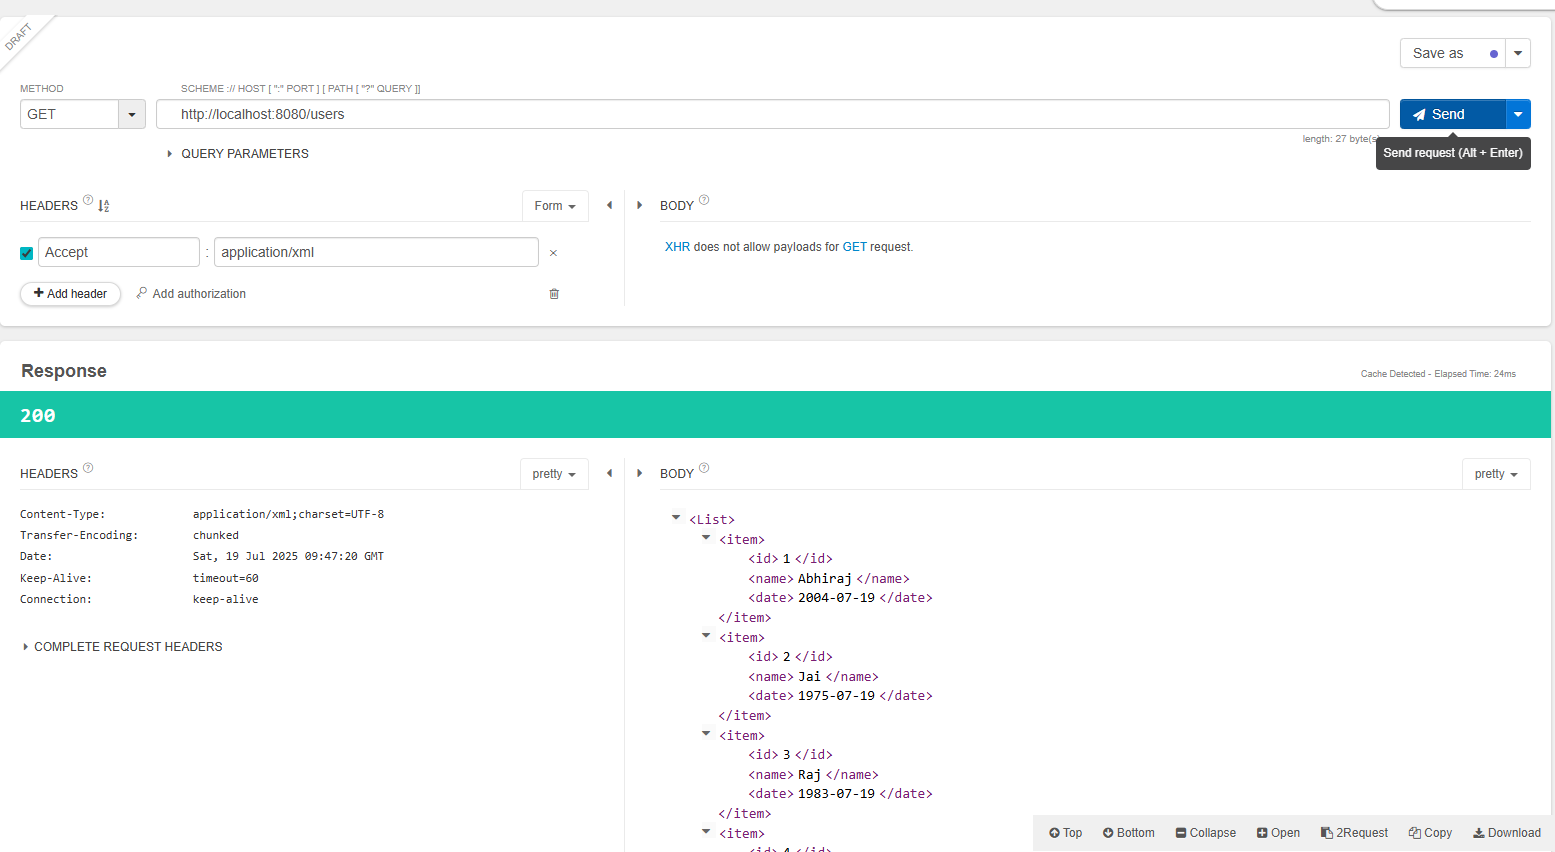 DRAFT
Save as
METHOD
SCHEME :// HOST [ ":" PORT ] [ PATH [ "?" QUERY ]]
GET
http://localhost:8080/users
Send
length: 27 byte(s)
Send request (Alt + Enter)
QUERY PARAMETERS
HEADERS ?
Form
BODY ?
Accept : application/xml ×
XHR does not allow payloads for GET request.
+ Add header
Add authorization
Response
Cache Detected - Elapsed Time: 24ms
200
HEADERS ?
pretty
BODY ?
pretty
Content-Type: application/xml;charset=UTF-8
Transfer-Encoding: chunked
Date: Sat, 19 Jul 2025 09:47:20 GMT
Keep-Alive: timeout=60
Connection: keep-alive
COMPLETE REQUEST HEADERS
<List>
<item>
<id> 1 </id>
<name> Abhiraj </name>
<date> 2004-07-19 </date>
</item>
<item>
<id> 2 </id>
<name> Jai </name>
<date> 1975-07-19 </date>
</item>
<item>
<id> 3 </id>
<name> Raj </name>
<date> 1983-07-19 </date>
</item>
<item>
<id> 4 </id>
Top Bottom Collapse Open 2Request Copy Download